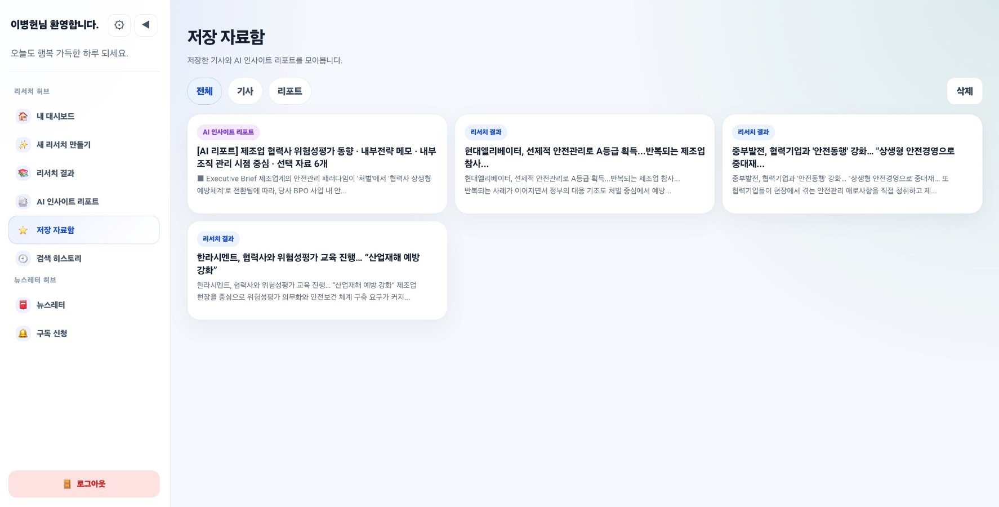 이병헌님 환영합니다.
오늘도 행복 가득한 하루 되세요.
리서치 허브
내 대시보드
새 리서치 만들기
리서치 결과
AI 인사이트 리포트
저장 자료함
검색 히스토리
뉴스레터 허브
뉴스레터
구독 신청
로그아웃
저장 자료함
저장한 기사와 AI 인사이트 리포트를 모아봅니다.
전체
기사
리포트
삭제
AI 인사이트 리포트
[AI 리포트] 제조업 협력사 위험성평가 동향 · 내부전략 메모 · 내부
조직 관리 시점 중심 · 선택 자료 6개
■ Executive Brief 제조업계의 안전관리 패러다임이 '처벌'에서 '협력사 상생형
예방체계'로 전환됨에 따라, 당사 BPO 사업 내 안...
리서치 결과
현대엘리베이터, 선제적 안전관리로 A등급 획득...반복되는 제조업
참사...
현대엘리베이터, 선제적 안전관리로 A등급 획득...반복되는 제조업 참사...
반복되는 사례가 이어지면서 정부의 대응 기조도 처벌 중심에서 예방...
리서치 결과
중부발전, 협력기업과 '안전동행' 강화... "상생형 안전경영으로
중대재...
중부발전, 협력기업과 '안전동행' 강화... "상생형 안전경영으로 중대재... 또
협력기업들이 현장에서 겪는 안전관리 애로사항을 직접 청취하고 제...
리서치 결과
한라시멘트, 협력사와 위험성평가 교육 진행... “산업재해 예방
강화”
한라시멘트, 협력사와 위험성평가 교육 진행... “산업재해 예방 강화” 제조업
현장을 중심으로 위험성평가 의무화와 안전보건 체계 구축 요구가 커지...